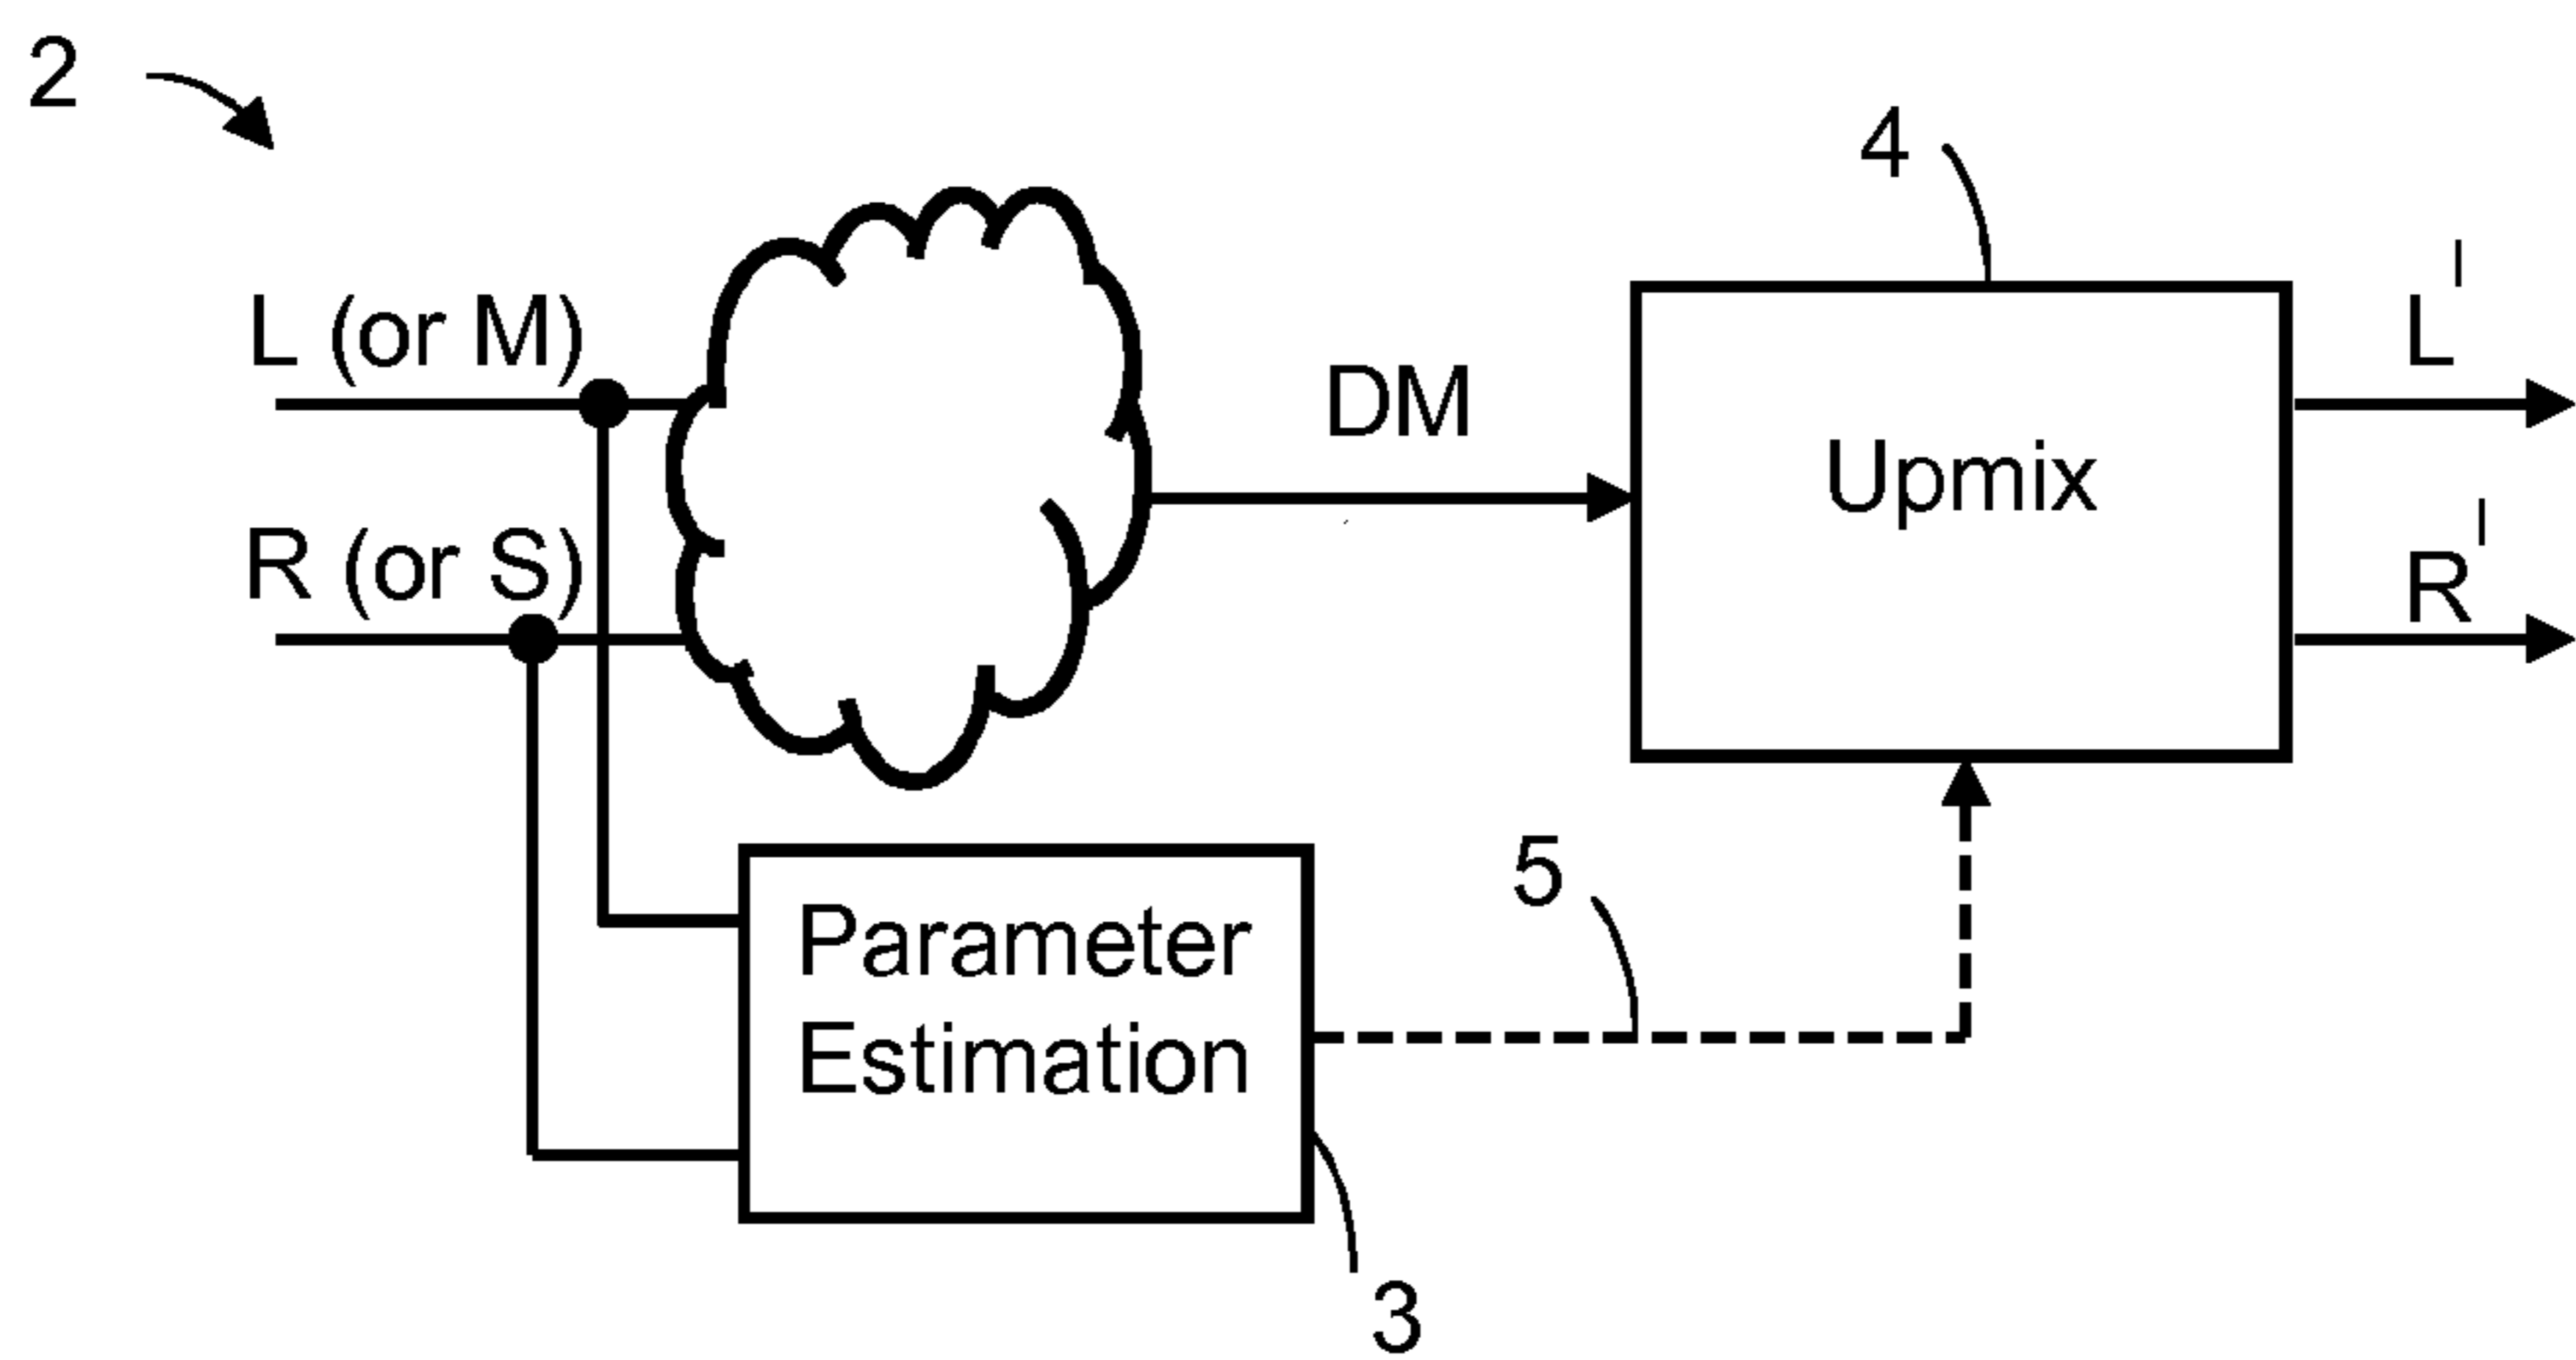 2
4
L (or M)
DM
L'
Upmix
R (or S)
R'
5
Parameter
Estimation
3